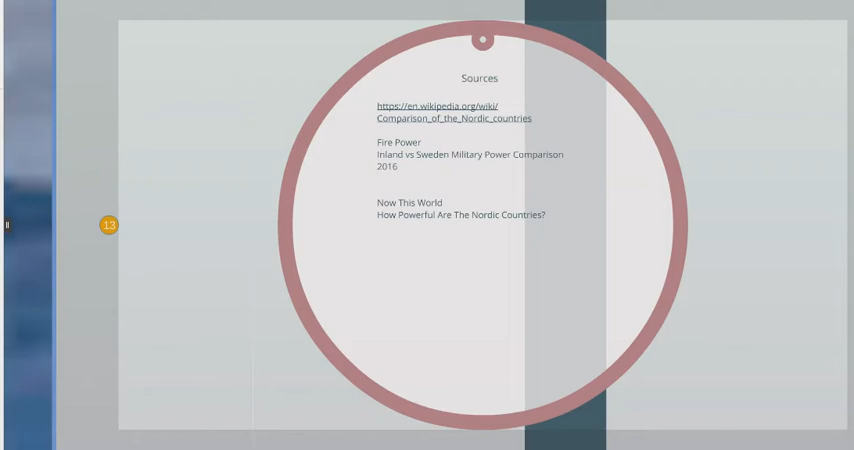 Sources
https://en.wikipedia.org/wiki/
Comparison_of_the_Nordic_countries
Fire Power
Inland vs Sweden Military Power Comparison
2016
Now This World
How Powerful Are The Nordic Countries?
13